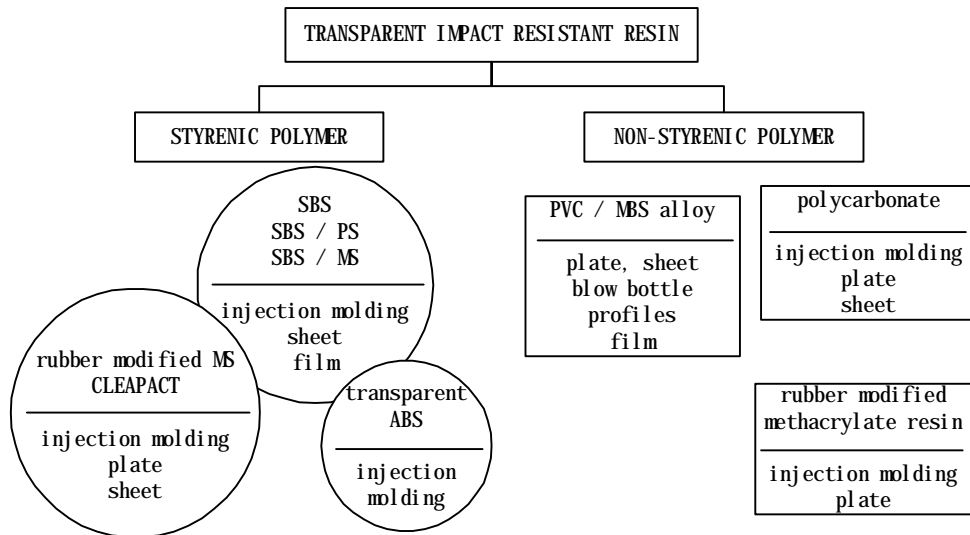 TRANSPARENT IMPACT RESISTANT RESIN
STYRENIC POLYMER
NON-STYRENIC POLYMER
SBS
SBS / PS
SBS / MS
injection molding
sheet
film
rubber modified MS
CLEAPACT
injection molding
plate
sheet
transparent
ABS
injection
molding
PVC / MBS alloy
plate, sheet
blow bottle
profiles
film
polycarbonate
injection molding
plate
sheet
rubber modified
methacrylate resin
injection molding
plate